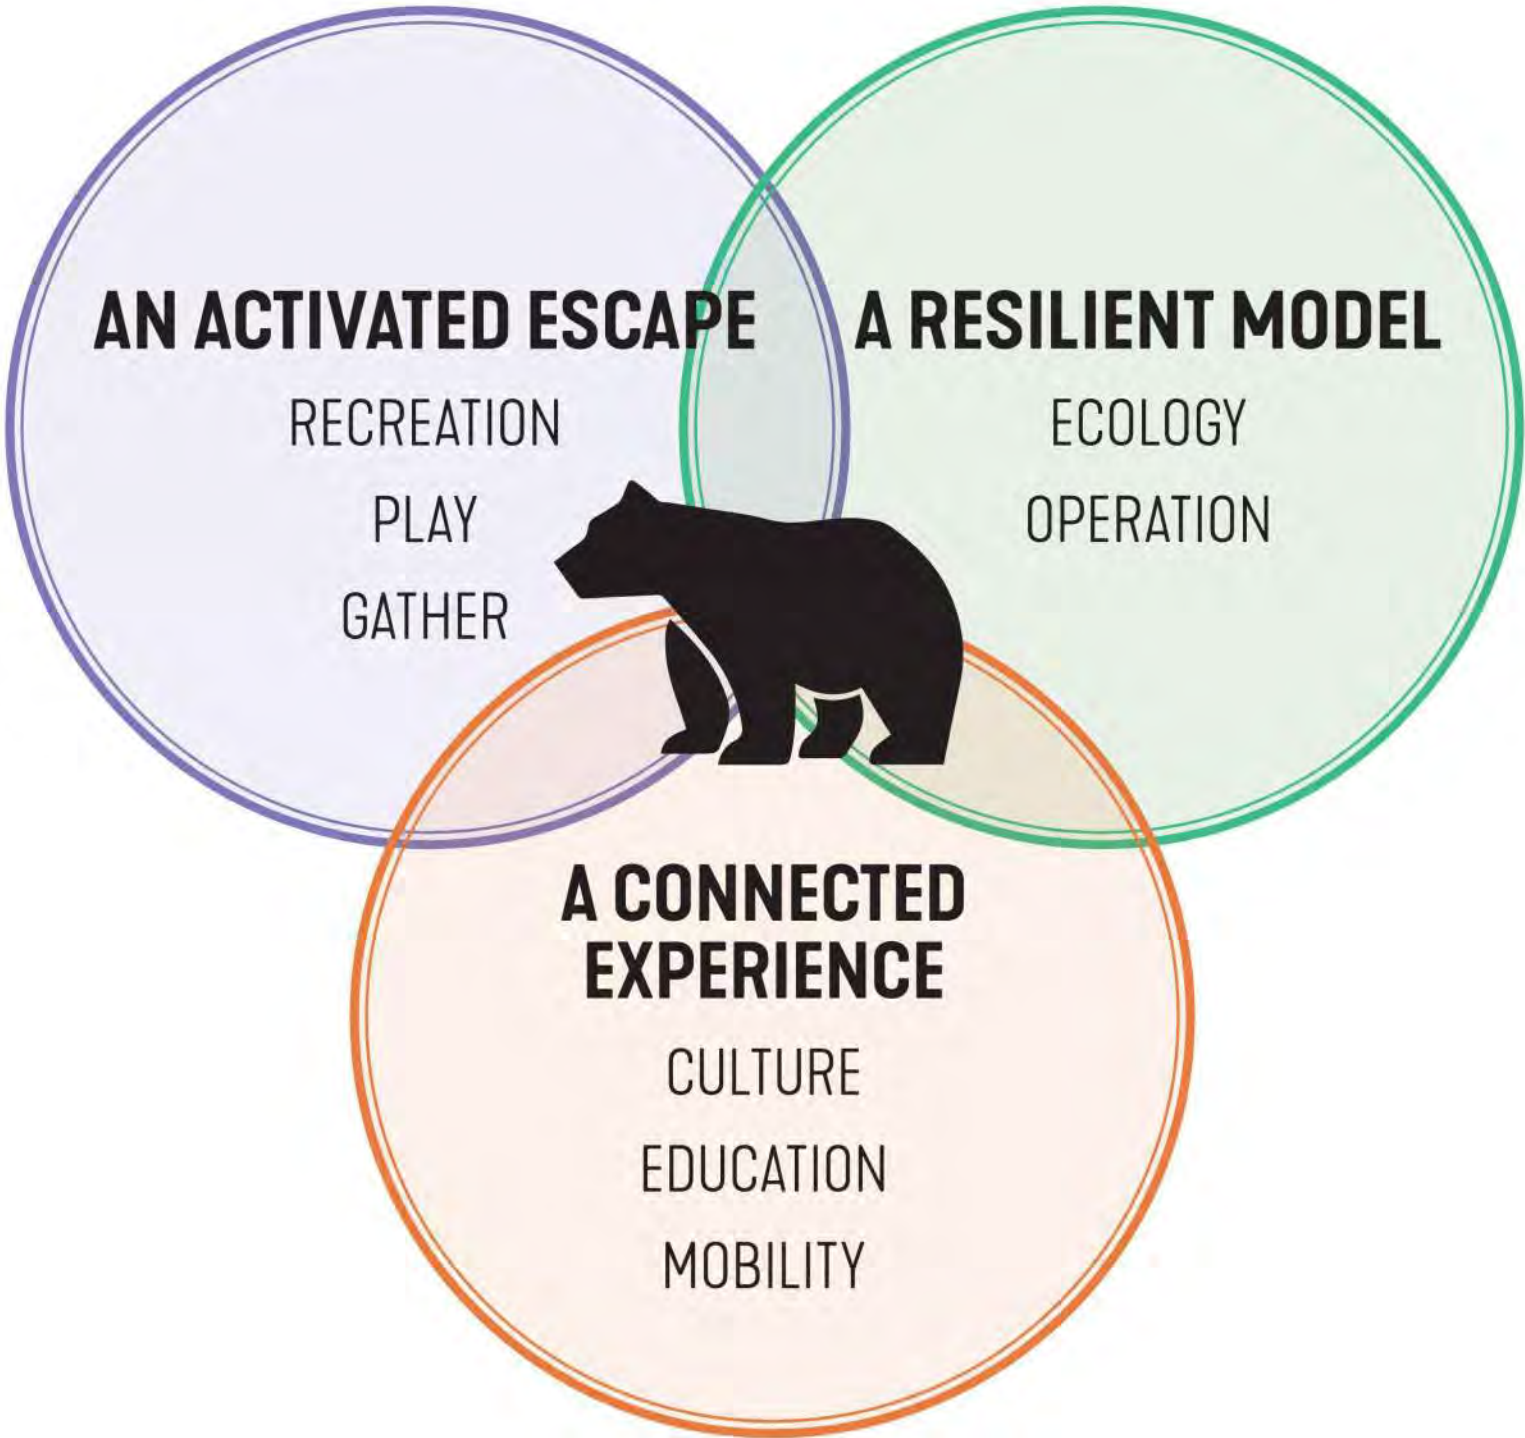 AN ACTIVATED ESCAPE
RECREATION
PLAY
GATHER
A RESILIENT MODEL
ECOLOGY
OPERATION
A CONNECTED
EXPERIENCE
CULTURE
EDUCATION
MOBILITY